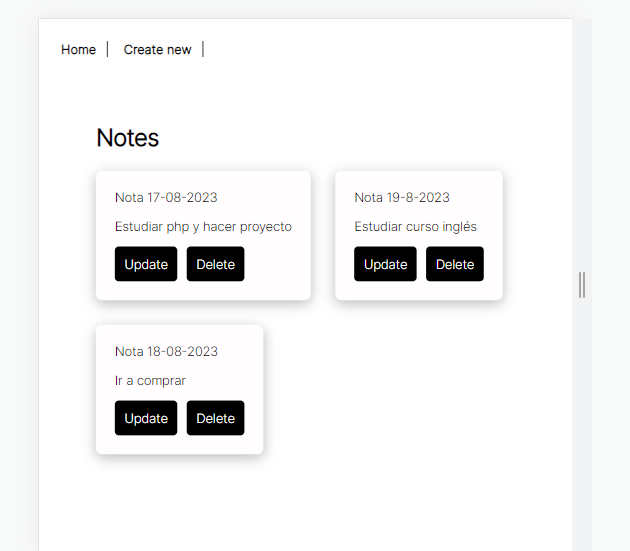 Home | Create new |
Notes
Nota 17-08-2023
Estudiar php y hacer proyecto
Update Delete
Nota 19-8-2023
Estudiar curso inglés
Update Delete
Nota 18-08-2023
Ir a comprar
Update Delete